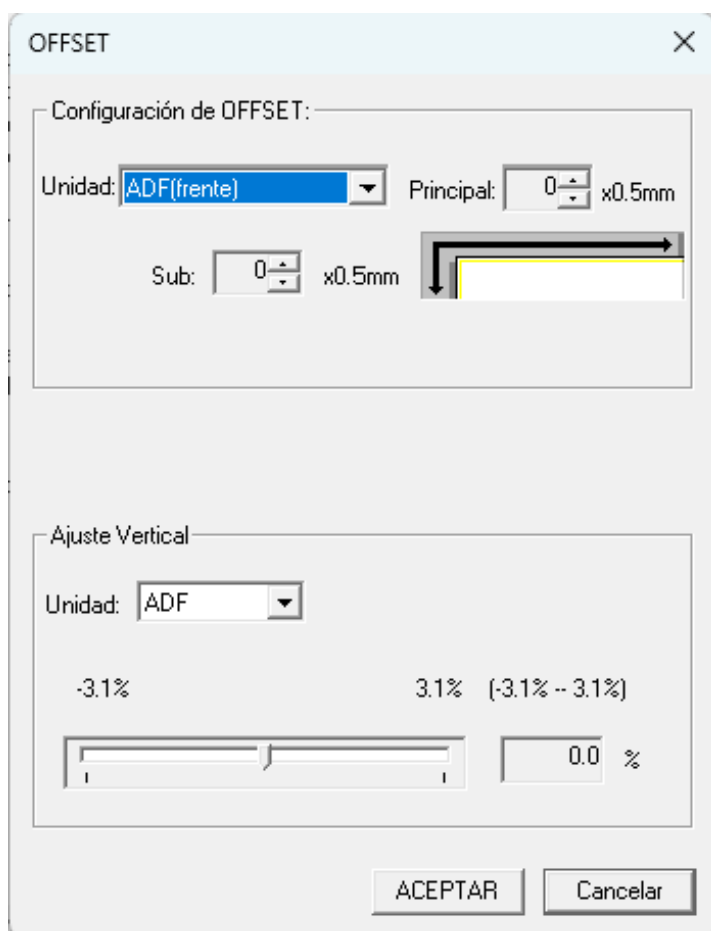 OFFSET
Configuración de OFFSET:
Unidad: ADF(frente) Principal: 0 x0.5mm
Sub: 0 x0.5mm
Ajuste Vertical
Unidad: ADF
-3.1% 3.1% (-3.1% -- 3.1%)
0.0 %
ACEPTAR Cancelar